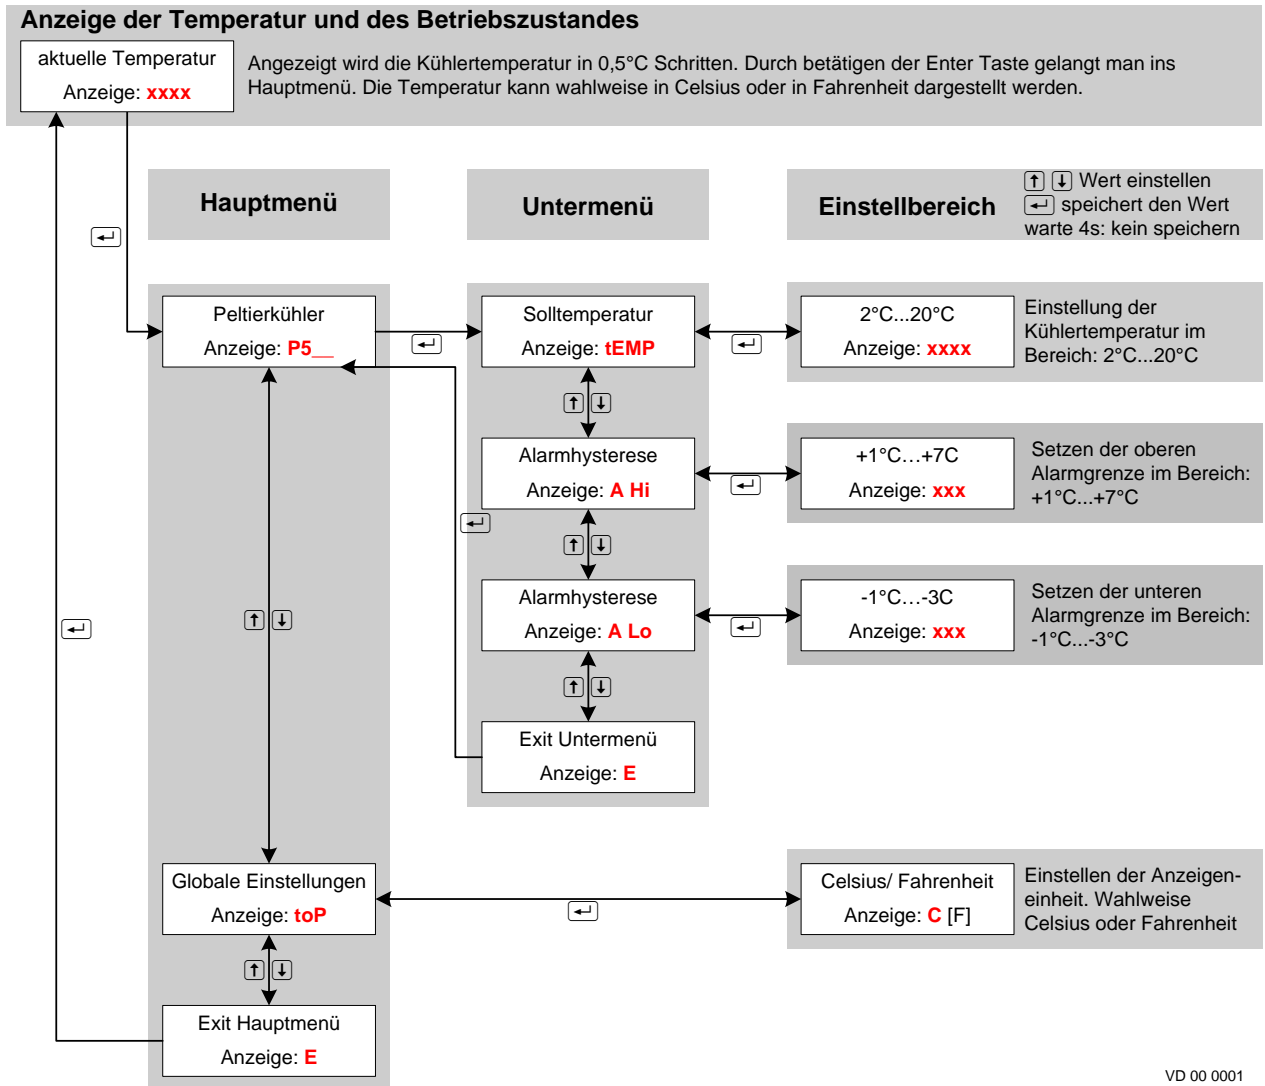 Anzeige der Temperatur und des Betriebszustandes
aktuelle Temperatur
Anzeige: xxxx
Angezeigt wird die Kühlertemperatur in 0,5°C Schritten. Durch betätigen der Enter Taste gelangt man ins
Hauptmenü. Die Temperatur kann wahlweise in Celsius oder in Fahrenheit dargestellt werden.
Hauptmenü
Untermenü
Einstellbereich
↑ ↓ Wert einstellen
↵ speichert den Wert
warte 4s: kein speichern
Peltierkühler
Anzeige: P5__
Solltemperatur
Anzeige: tEMP
2°C...20°C
Anzeige: xxxx
Einstellung der
Kühlertemperatur im
Bereich: 2°C...20°C
Alarmhysterese
Anzeige: A Hi
+1°C…+7C
Anzeige: xxx
Setzen der oberen
Alarmgrenze im Bereich:
+1°C...+7°C
Alarmhysterese
Anzeige: A Lo
-1°C…-3C
Anzeige: xxx
Setzen der unteren
Alarmgrenze im Bereich:
-1°C...-3°C
Exit Untermenü
Anzeige: E
Globale Einstellungen
Anzeige: toP
Celsius/ Fahrenheit
Anzeige: C [F]
Einstellen der Anzeigen-
einheit. Wahlweise
Celsius oder Fahrenheit
Exit Hauptmenü
Anzeige: E
VD 00 0001